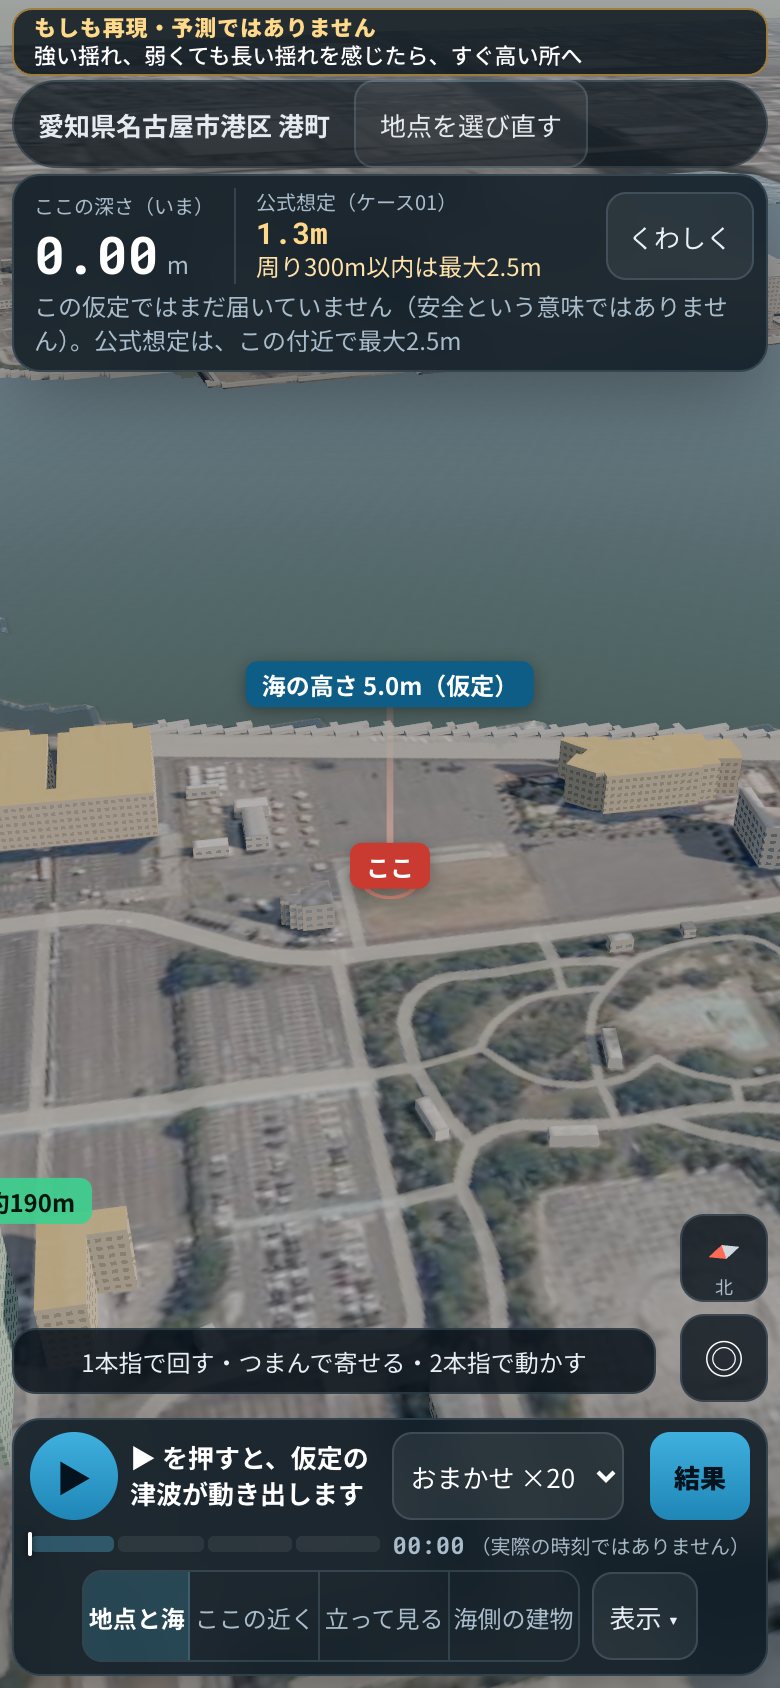 もしも再現・予測ではありません
強い揺れ、弱くても長い揺れを感じたら、すぐ高い所へ
愛知県名古屋市港区 港町
地点を選び直す
ここの深さ（いま）
0.00 m
公式想定（ケース01）
1.3m
周り300m以内は最大2.5m
くわしく
この仮定ではまだ届いていません（安全という意味ではありませ
ん）。公式想定は、この付近で最大2.5m
海の高さ 5.0m（仮定）
ここ
約190m
北
1本指で回す・つまんで寄せる・2本指で動かす
▶ を押すと、仮定の
津波が動き出します
おまかせ ×20
結果
00:00 （実際の時刻ではありません）
地点と海
ここの近く
立って見る
海側の建物
表示 ▾